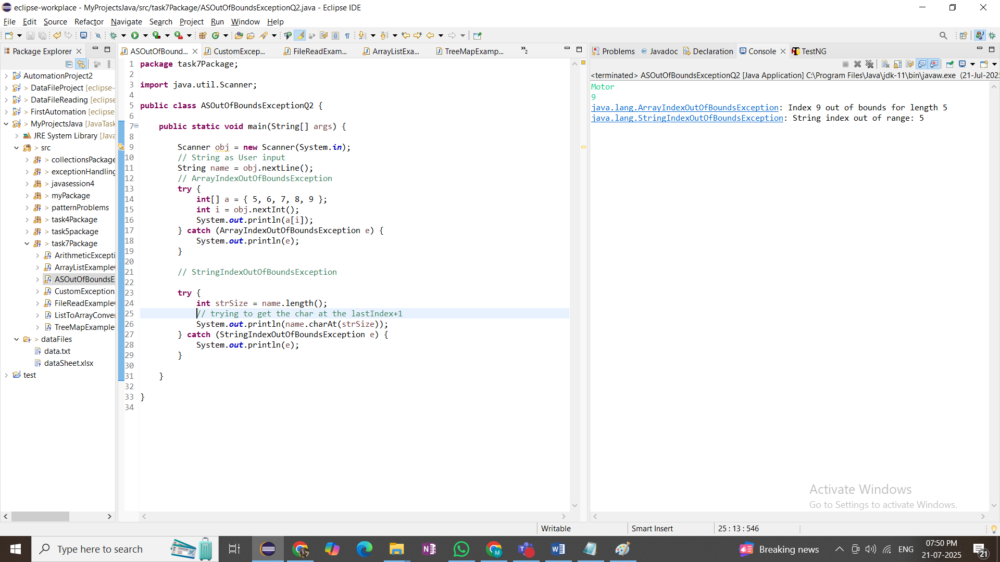 eclipse-workplace - MyProjectsJava/src/task7Package/ASOutOfBoundsExceptionQ2.java - Eclipse IDE
File Edit Source Refactor Navigate Search Project Run Window Help
Package Explorer
AutomationProject2
> DataFileProject [eclipse-
> DataFileReading [eclipse
> FirstAutomation [eclipse
> MyProjectsJava [JavaTask
JRE System Library [Java
> src
> collectionsPackage
> exceptionHandling
> javasession4
> myPackage
> patternProblems
> task4Package
> task5package
> task7Package
ArithmeticExcepti
ArrayListExample
ASOutOfBoundsE
CustomException
FileReadExample
ListToArrayConver
TreeMapExample
> dataFiles
data.txt
dataSheet.xlsx
test
ASOutOfBound... CustomExcep... FileReadExam... ArrayListExa... TreeMapExamp... »2
1 package task7Package;
2
3 import java.util.Scanner;
4
5 public class ASOutOfBoundsExceptionQ2 {
6
7 public static void main(String[] args) {
8
9 Scanner obj = new Scanner(System.in);
10 // String as User input
11 String name = obj.nextLine();
12 // ArrayIndexOutOfBoundsException
13 try {
14 int[] a = { 5, 6, 7, 8, 9 };
15 int i = obj.nextInt();
16 System.out.println(a[i]);
17 } catch (ArrayIndexOutOfBoundsException e) {
18 System.out.println(e);
19 }
20
21 // StringIndexOutOfBoundsException
22
23 try {
24 int strSize = name.length();
25 // trying to get the char at the lastIndex+1
26 System.out.println(name.charAt(strSize));
27 } catch (StringIndexOutOfBoundsException e) {
28 System.out.println(e);
29 }
30
31 }
32
33 }
34
Problems Javadoc Declaration Console TestNG
<terminated> ASOutOfBoundsExceptionQ2 [Java Application] C:\Program Files\Java\jdk-11\bin\javaw.exe (21-Jul-202
Motor
9
java.lang.ArrayIndexOutOfBoundsException: Index 9 out of bounds for length 5
java.lang.StringIndexOutOfBoundsException: String index out of range: 5
Activate Windows
Go to Settings to activate Windows.
Writable Smart Insert 25 : 13 : 546
Type here to search
Breaking news ENG 07:50 PM
21-07-2025
21